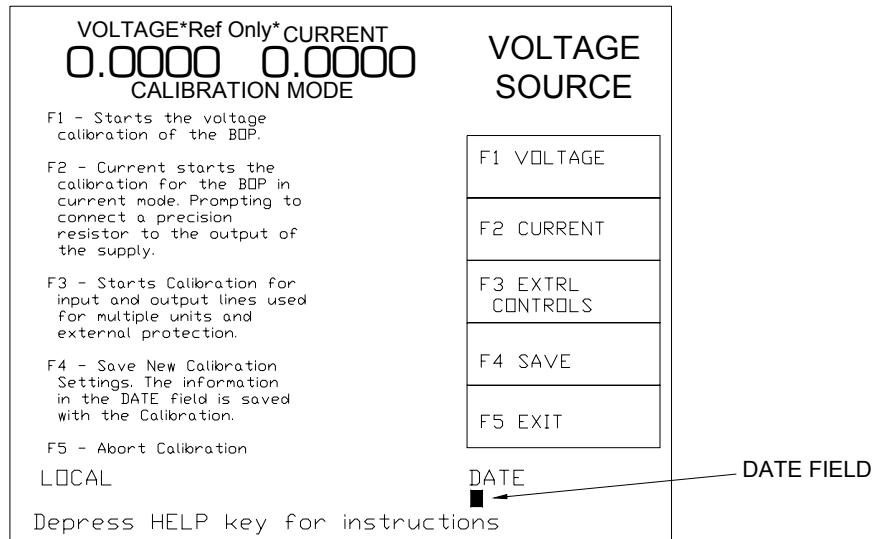 VOLTAGE*Ref Only* CURRENT
0.0000 0.0000
CALIBRATION MODE
VOLTAGE
SOURCE
F1 - Starts the voltage
calibration of the BOP.
F2 - Current starts the
calibration for the BOP in
current mode. Prompting to
connect a precision
resistor to the output of
the supply.
F3 - Starts Calibration for
input and output lines used
for multiple units and
external protection.
F4 - Save New Calibration
Settings. The information
in the DATE field is saved
with the Calibration.
F5 - Abort Calibration
F1 VOLTAGE
F2 CURRENT
F3 EXTRL
CONTROLS
F4 SAVE
F5 EXIT
LOCAL
DATE
DATE FIELD
Depress HELP key for instructions